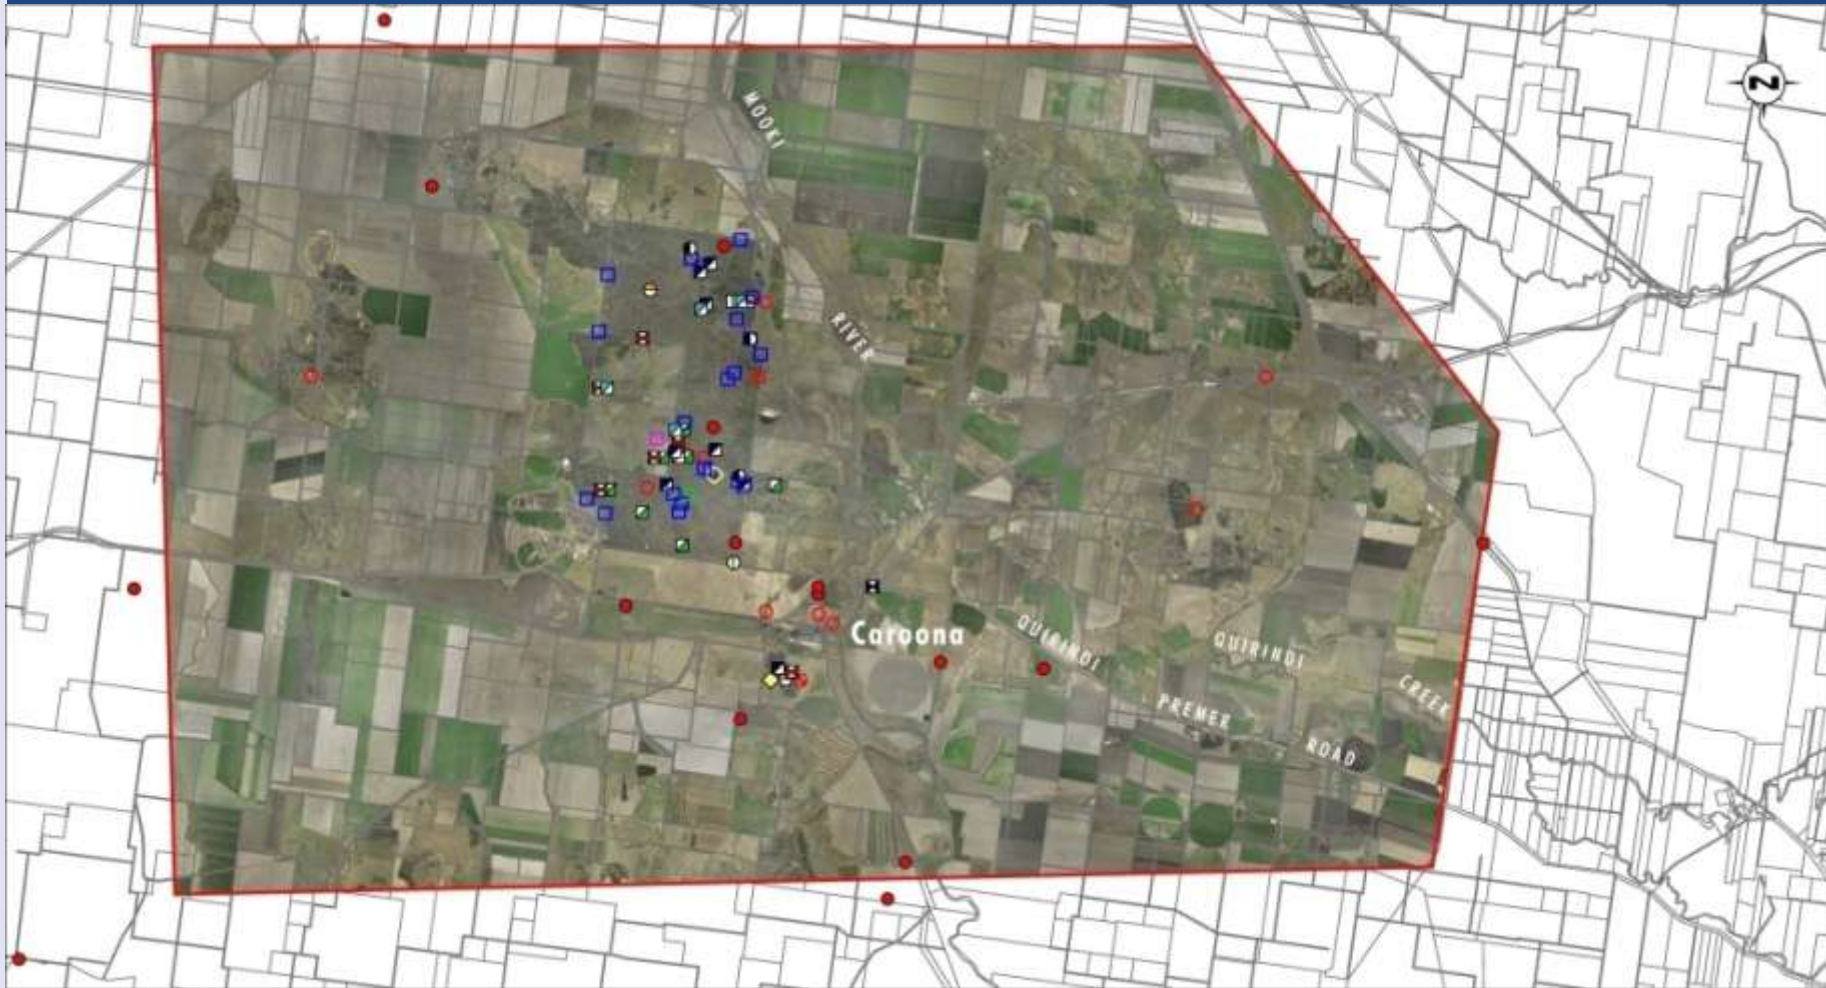 N
MOOKI
RIVER
Caroona
QUIRINDI
QUIRINDI
CREEK
PREMER
ROAD